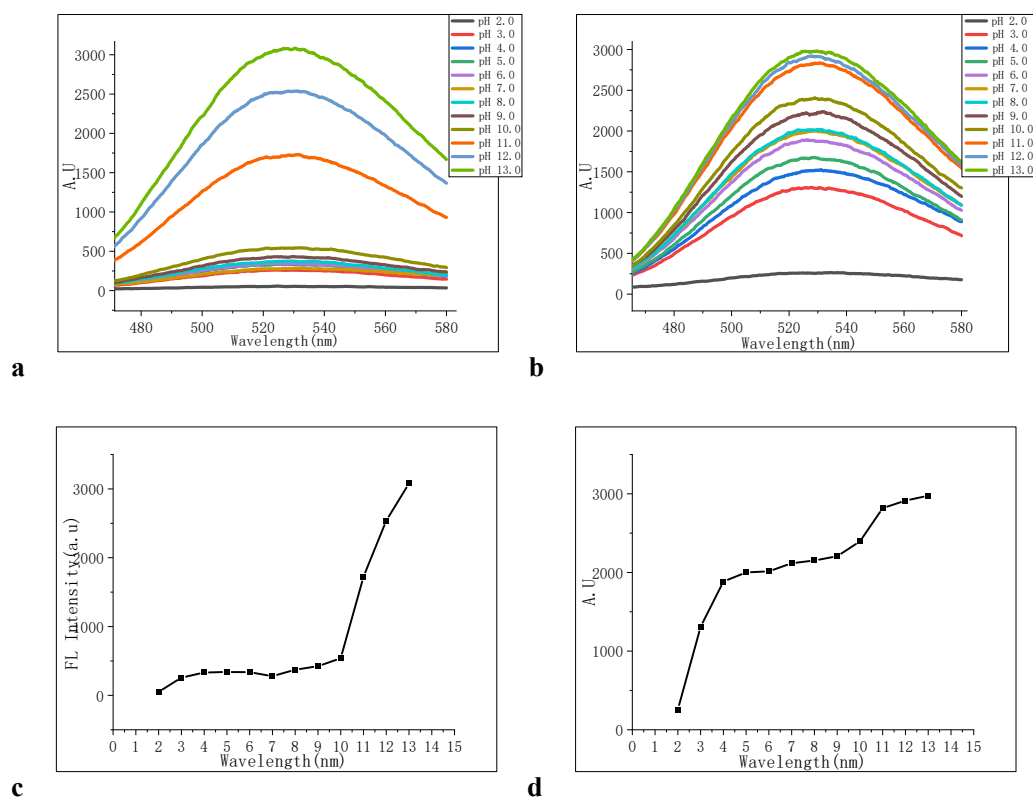 pH 2.0
pH 3.0
pH 4.0
pH 5.0
pH 6.0
pH 7.0
pH 8.0
pH 9.0
pH 10.0
pH 11.0
pH 12.0
pH 13.0
3000
2500
2000
1500
1000
500
0
A.U
480 500 520 540 560 580
Wavelength(nm)
a
pH 2.0
pH 3.0
pH 4.0
pH 5.0
pH 6.0
pH 7.0
pH 8.0
pH 9.0
pH 10.0
pH 11.0
pH 12.0
pH 13.0
3000
2500
2000
1500
1000
500
0
A.U
480 500 520 540 560 580
Wavelength(nm)
b
3000
2000
1000
0
FL Intensity(a.u)
0 1 2 3 4 5 6 7 8 9 10 11 12 13 14 15
Wavelength(nm)
c
3000
2000
1000
0
A.U
0 1 2 3 4 5 6 7 8 9 10 11 12 13 14 15
Wavelength(nm)
d